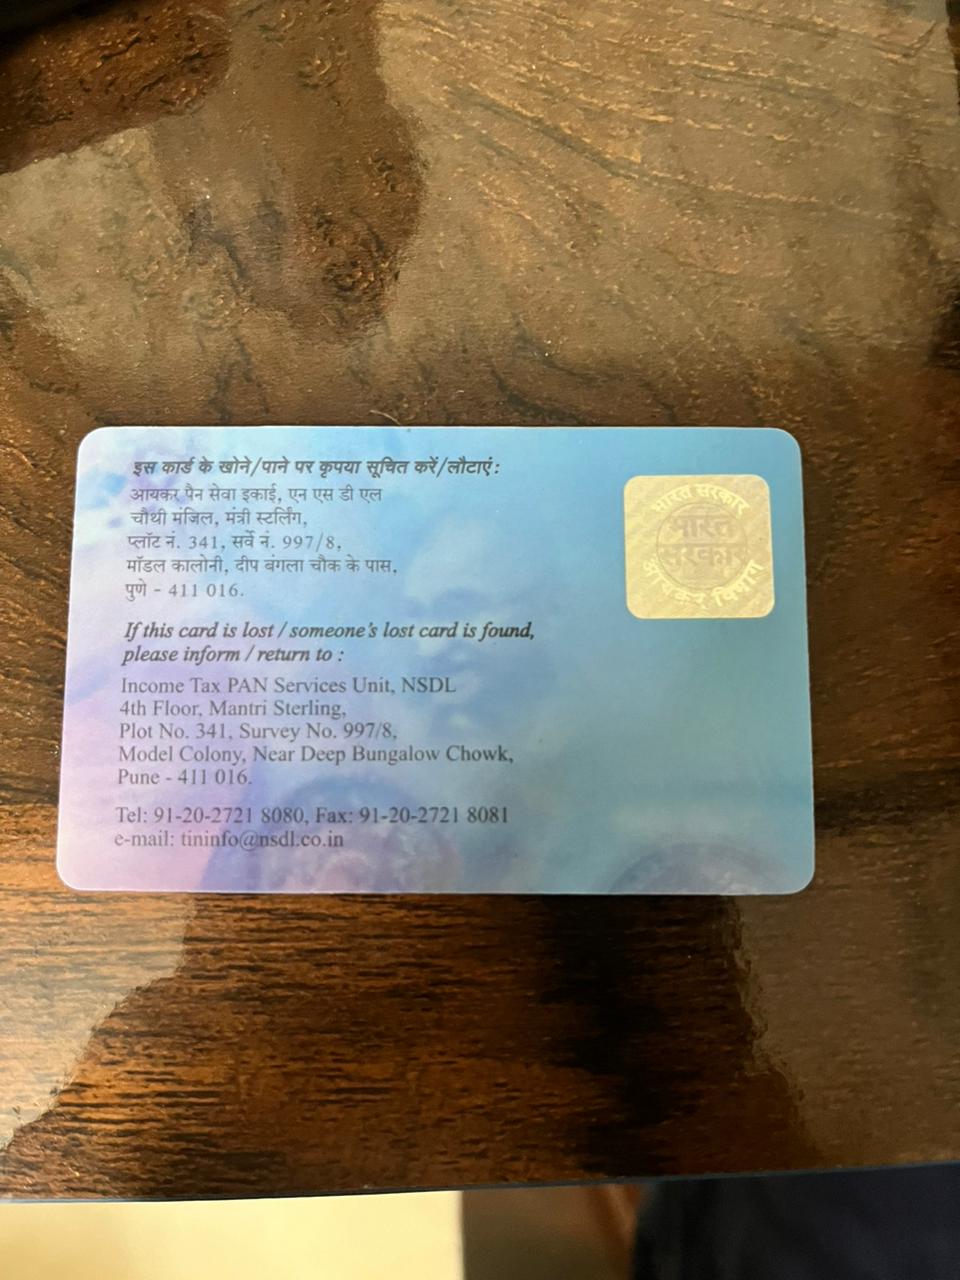 इस कार्ड के खोने/पाने पर कृपया सूचित करें/लौटाएं:
आयकर पैन सेवा इकाई, एन एस डी एल
चौथी मंजिल, मंत्री स्टर्लिंग,
प्लॉट नं. 341, सर्वे नं. 997/8,
मॉडल कालोनी, दीप बंगला चौक के पास,
पुणे - 411 016.
If this card is lost / someone's lost card is found,
please inform / return to :
Income Tax PAN Services Unit, NSDL
4th Floor, Mantri Sterling,
Plot No. 341, Survey No. 997/8,
Model Colony, Near Deep Bungalow Chowk,
Pune - 411 016.
Tel: 91-20-2721 8080, Fax: 91-20-2721 8081
e-mail: tininfo@nsdl.co.in
भारत सरकार
भारत
सरकार
आयकर विभाग